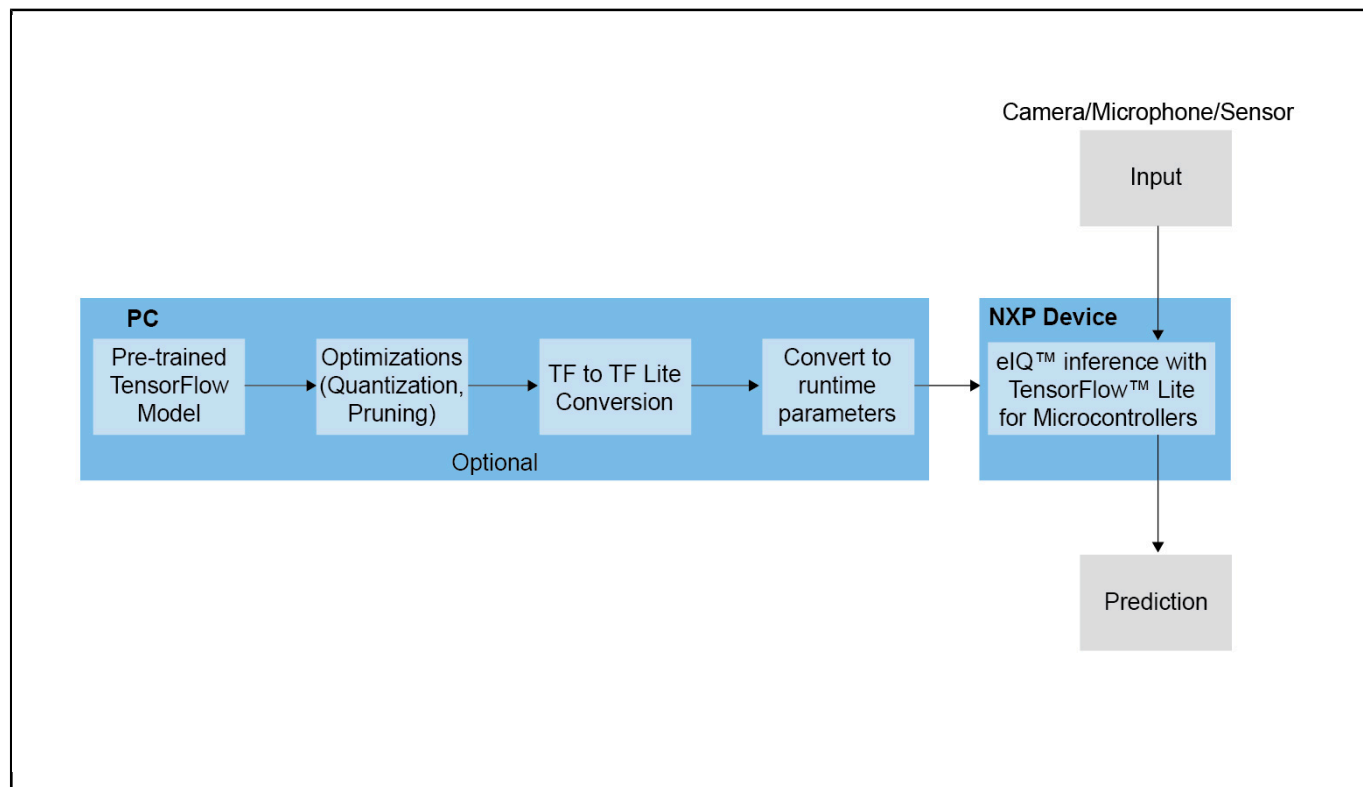 Camera/Microphone/Sensor
Input
PC
Pre-trained
TensorFlow
Model
Optimizations
(Quantization,
Pruning)
TF to TF Lite
Conversion
Convert to
runtime
parameters
Optional
NXP Device
eIQ™ inference with
TensorFlow™ Lite
for Microcontrollers
Prediction